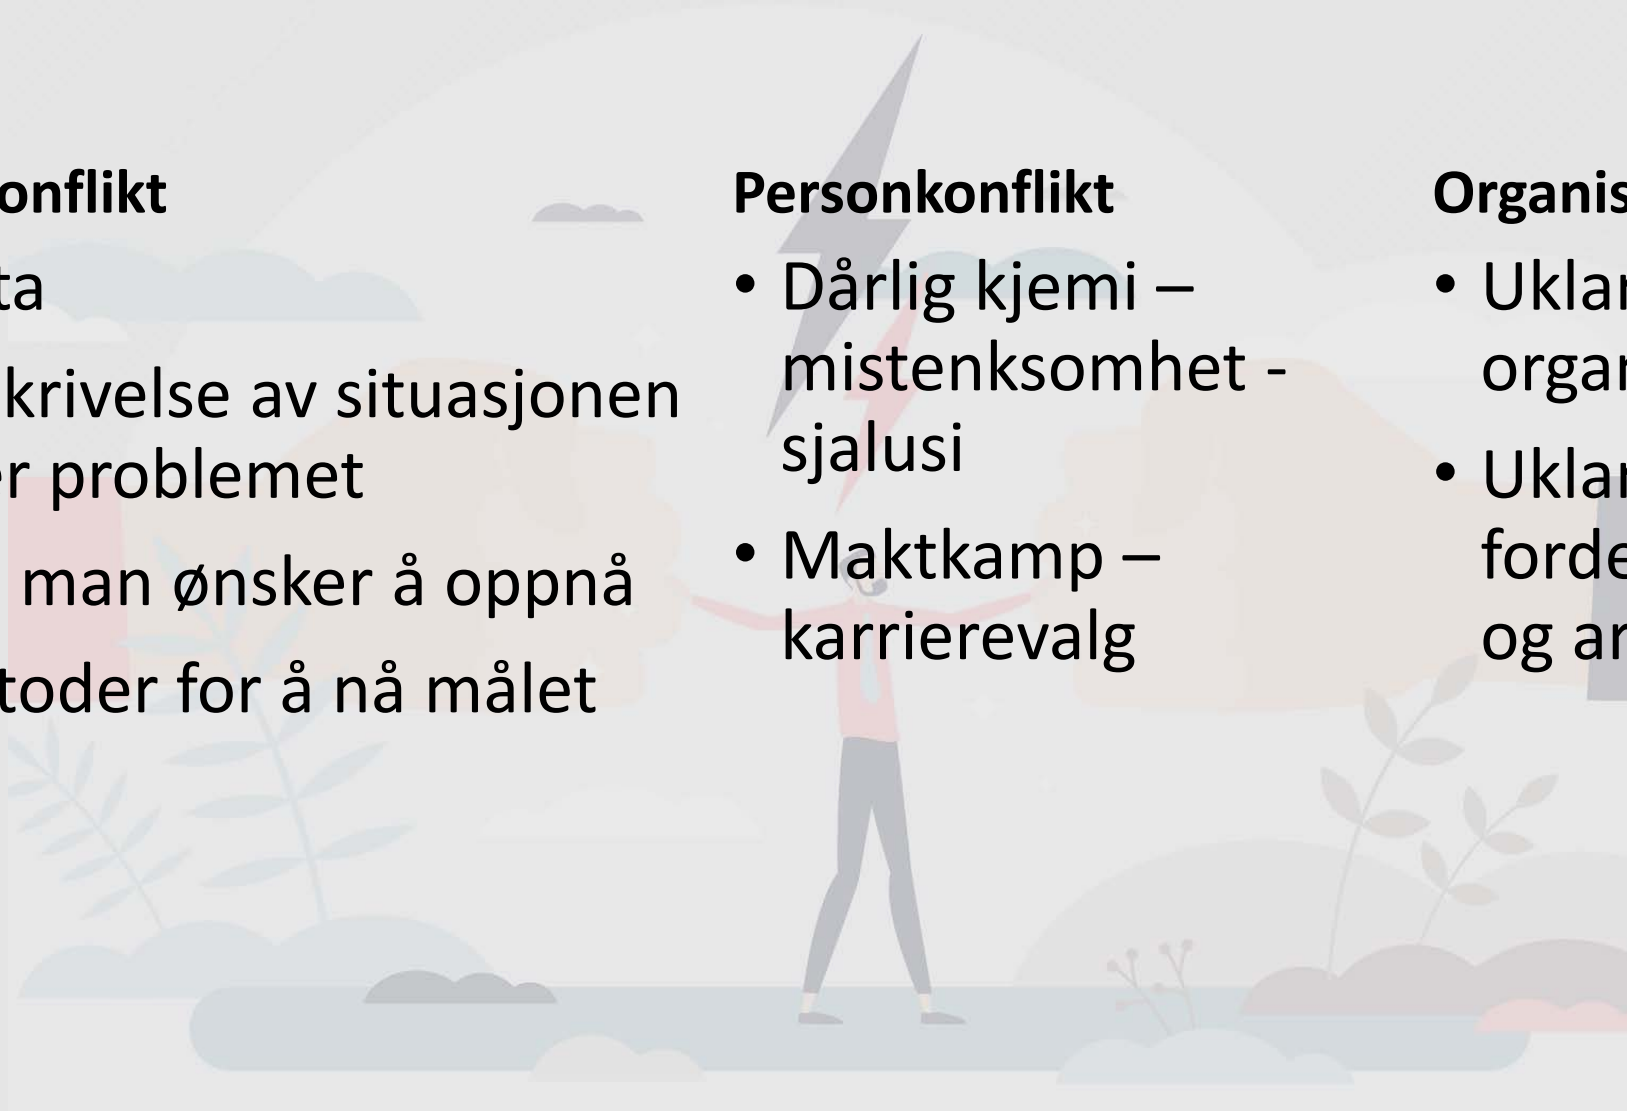 onflikt
ta
krivelse av situasjonen
er problemet
man ønsker å oppnå
toder for å nå målet
Personkonflikt
• Dårlig kjemi –
mistenksomhet -
sjalusi
• Maktkamp –
karrierevalg
Organis
• Uklar
organ
• Uklar
forde
og ar